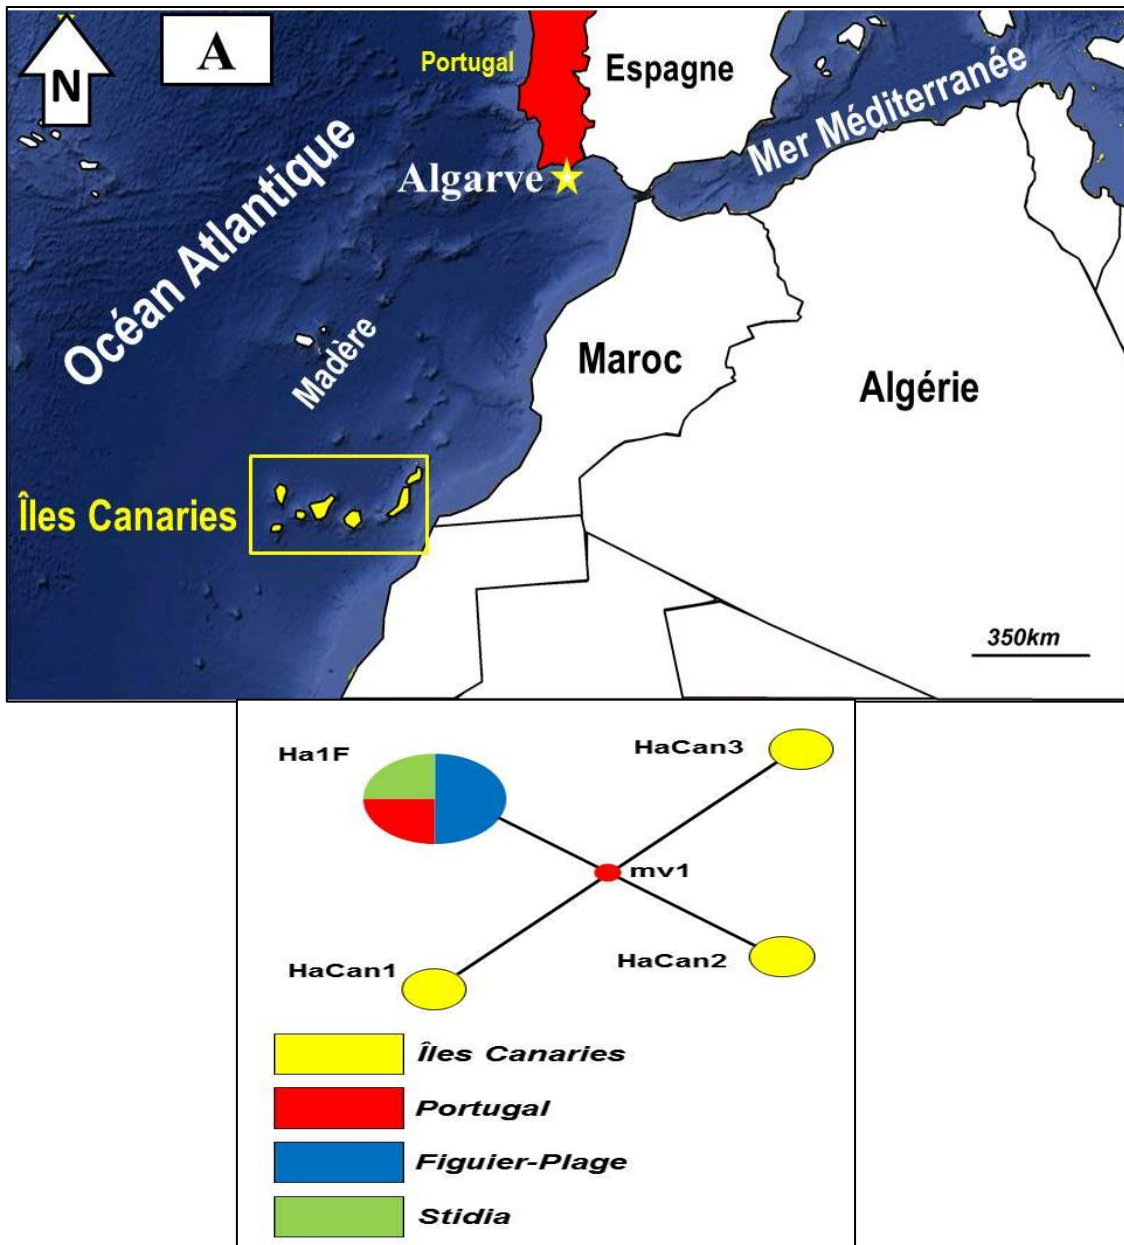 A
N
Portugal
Espagne
Mer Méditerranée
Algarve
Océan Atlantique
Madère
Maroc
Algérie
Îles Canaries
350km
Ha1F
HaCan3
mv1
HaCan1
HaCan2
Îles Canaries
Portugal
Figuier-Plage
Stidia